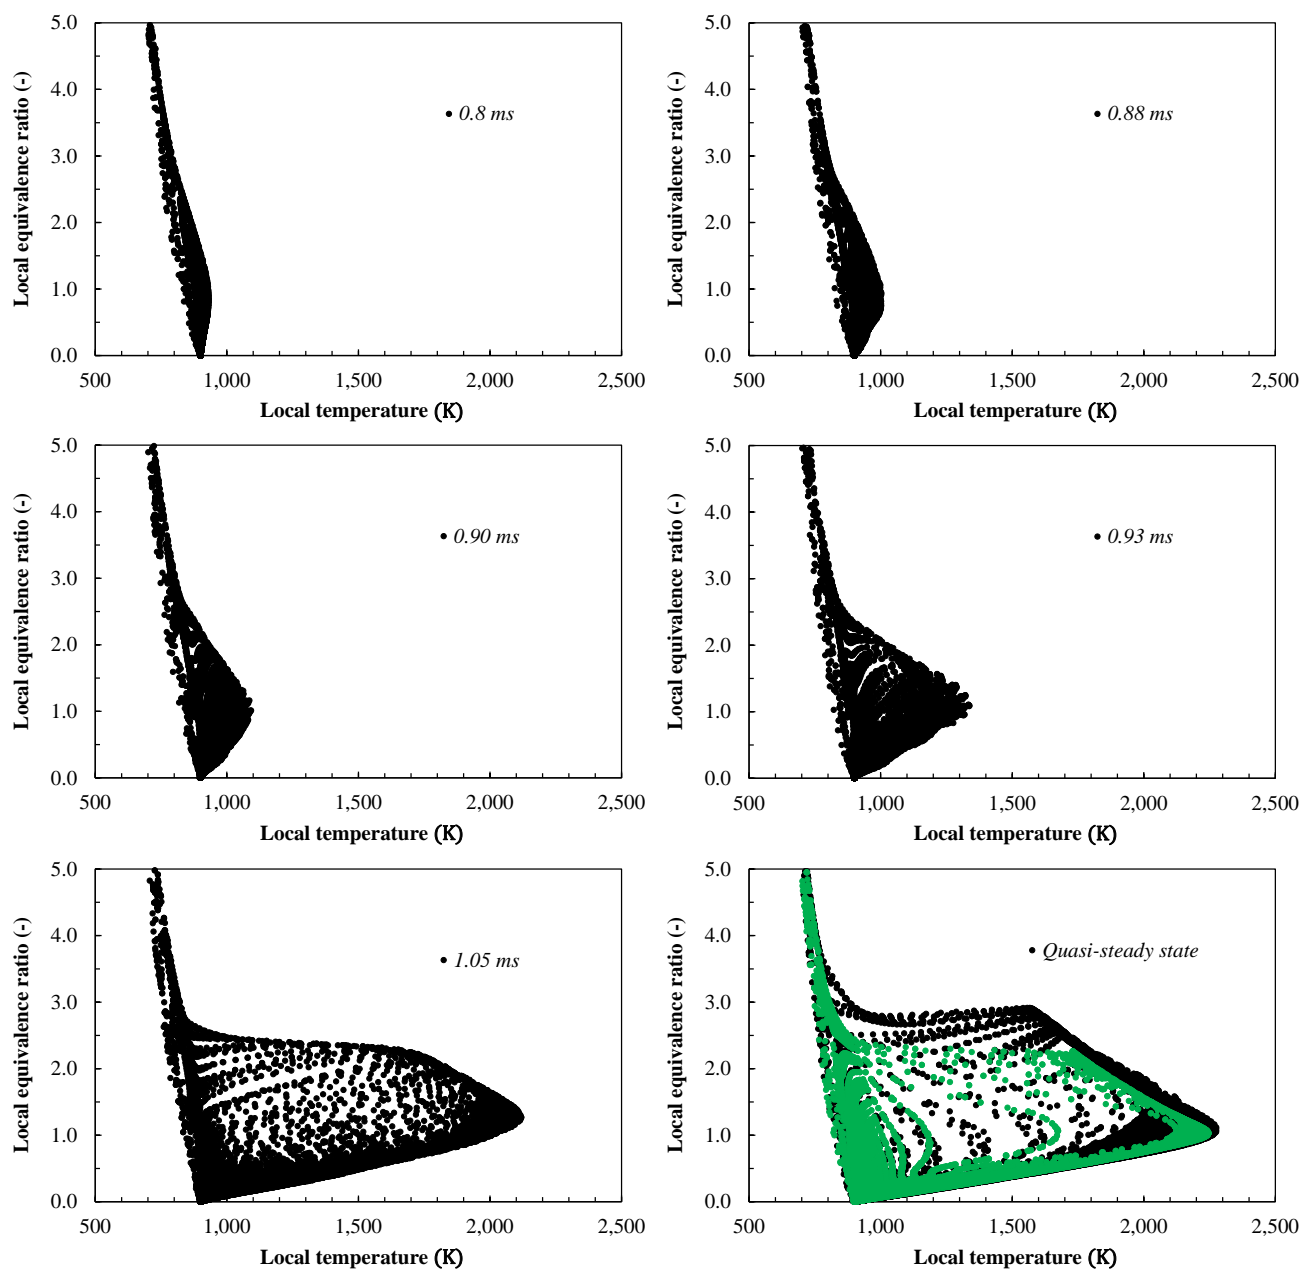 5.0
4.0
3.0
2.0
1.0
0.0
Local equivalence ratio (-)
0.8 ms
500 1,000 1,500 2,000 2,500
Local temperature (K)
5.0
4.0
3.0
2.0
1.0
0.0
Local equivalence ratio (-)
0.88 ms
500 1,000 1,500 2,000 2,500
Local temperature (K)
5.0
4.0
3.0
2.0
1.0
0.0
Local equivalence ratio (-)
0.90 ms
500 1,000 1,500 2,000 2,500
Local temperature (K)
5.0
4.0
3.0
2.0
1.0
0.0
Local equivalence ratio (-)
0.93 ms
500 1,000 1,500 2,000 2,500
Local temperature (K)
5.0
4.0
3.0
2.0
1.0
0.0
Local equivalence ratio (-)
1.05 ms
500 1,000 1,500 2,000 2,500
Local temperature (K)
5.0
4.0
3.0
2.0
1.0
0.0
Local equivalence ratio (-)
Quasi-steady state
500 1,000 1,500 2,000 2,500
Local temperature (K)